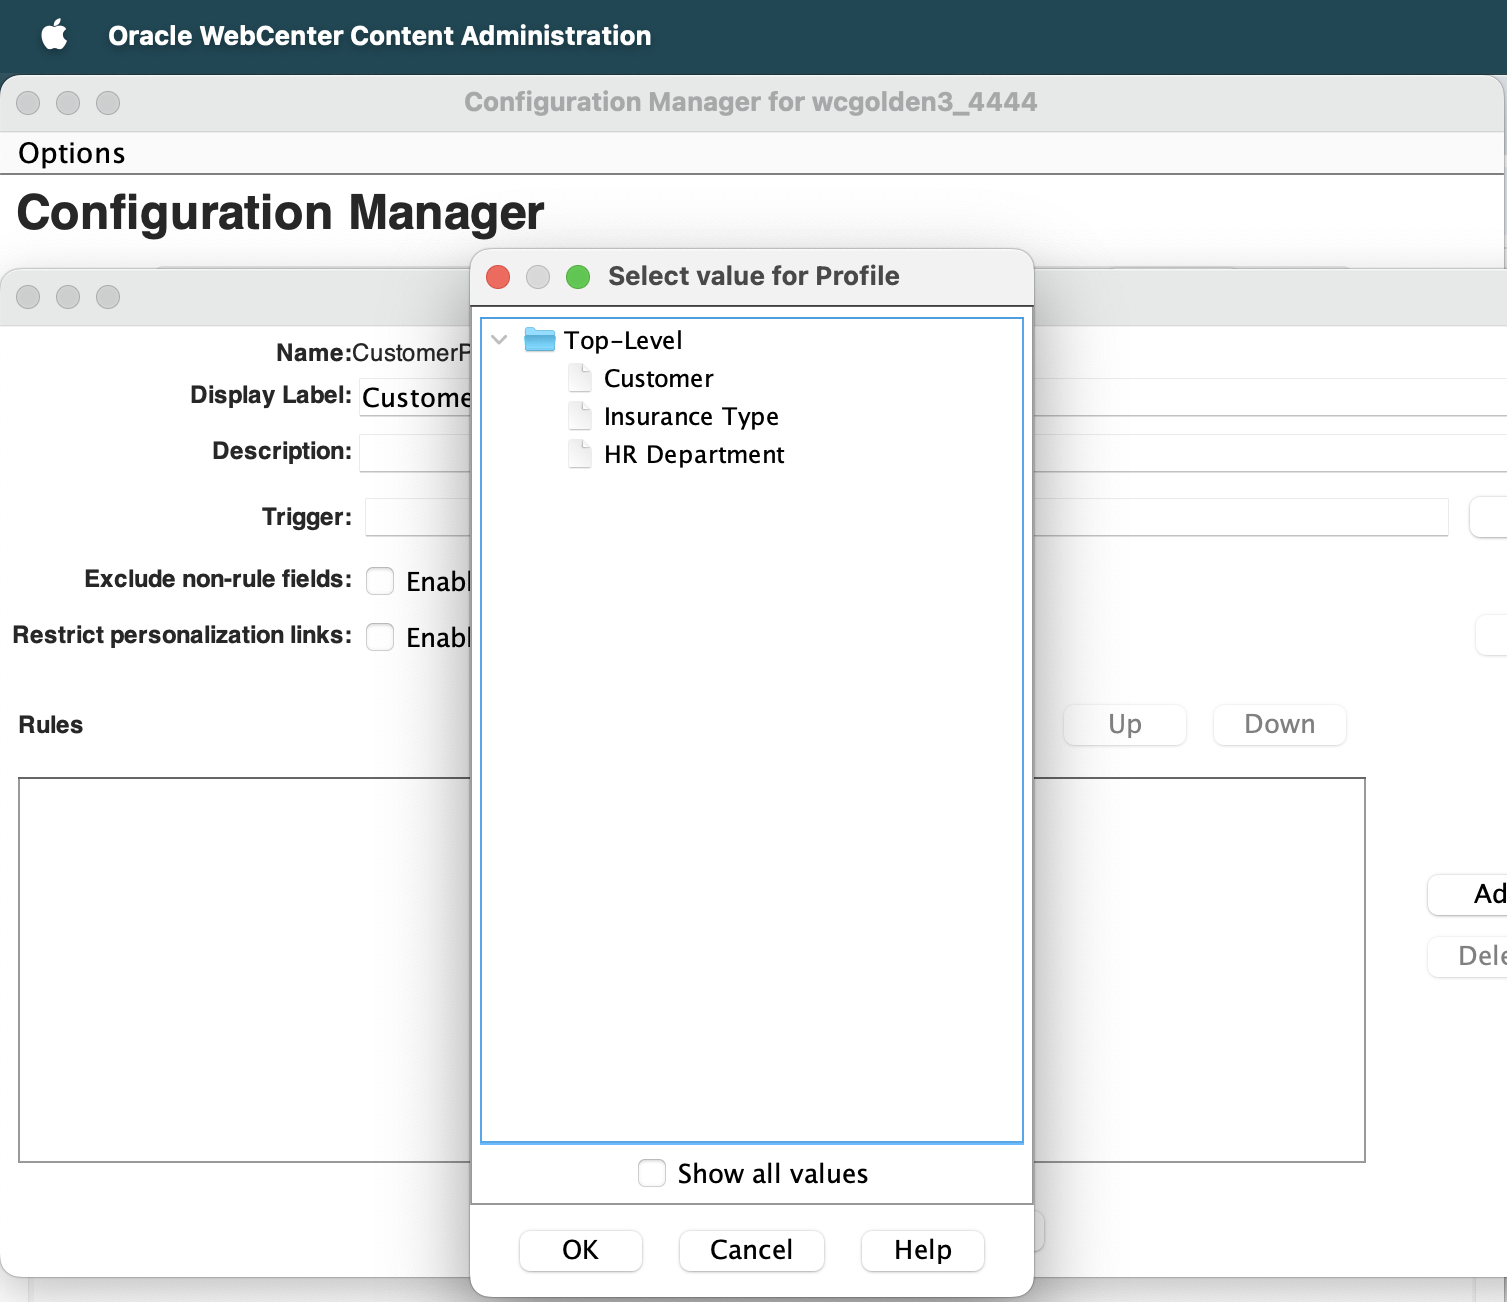 Oracle WebCenter Content Administration
Configuration Manager for wcgolden3_4444
Options
Configuration Manager
Select value for Profile
Top-Level
Customer
Insurance Type
HR Department
Show all values
OK
Cancel
Help
Name:CustomerP
Display Label: Custome
Description:
Trigger:
Exclude non-rule fields: Enabl
Restrict personalization links: Enabl
Rules
Up
Down
Ad
Dele